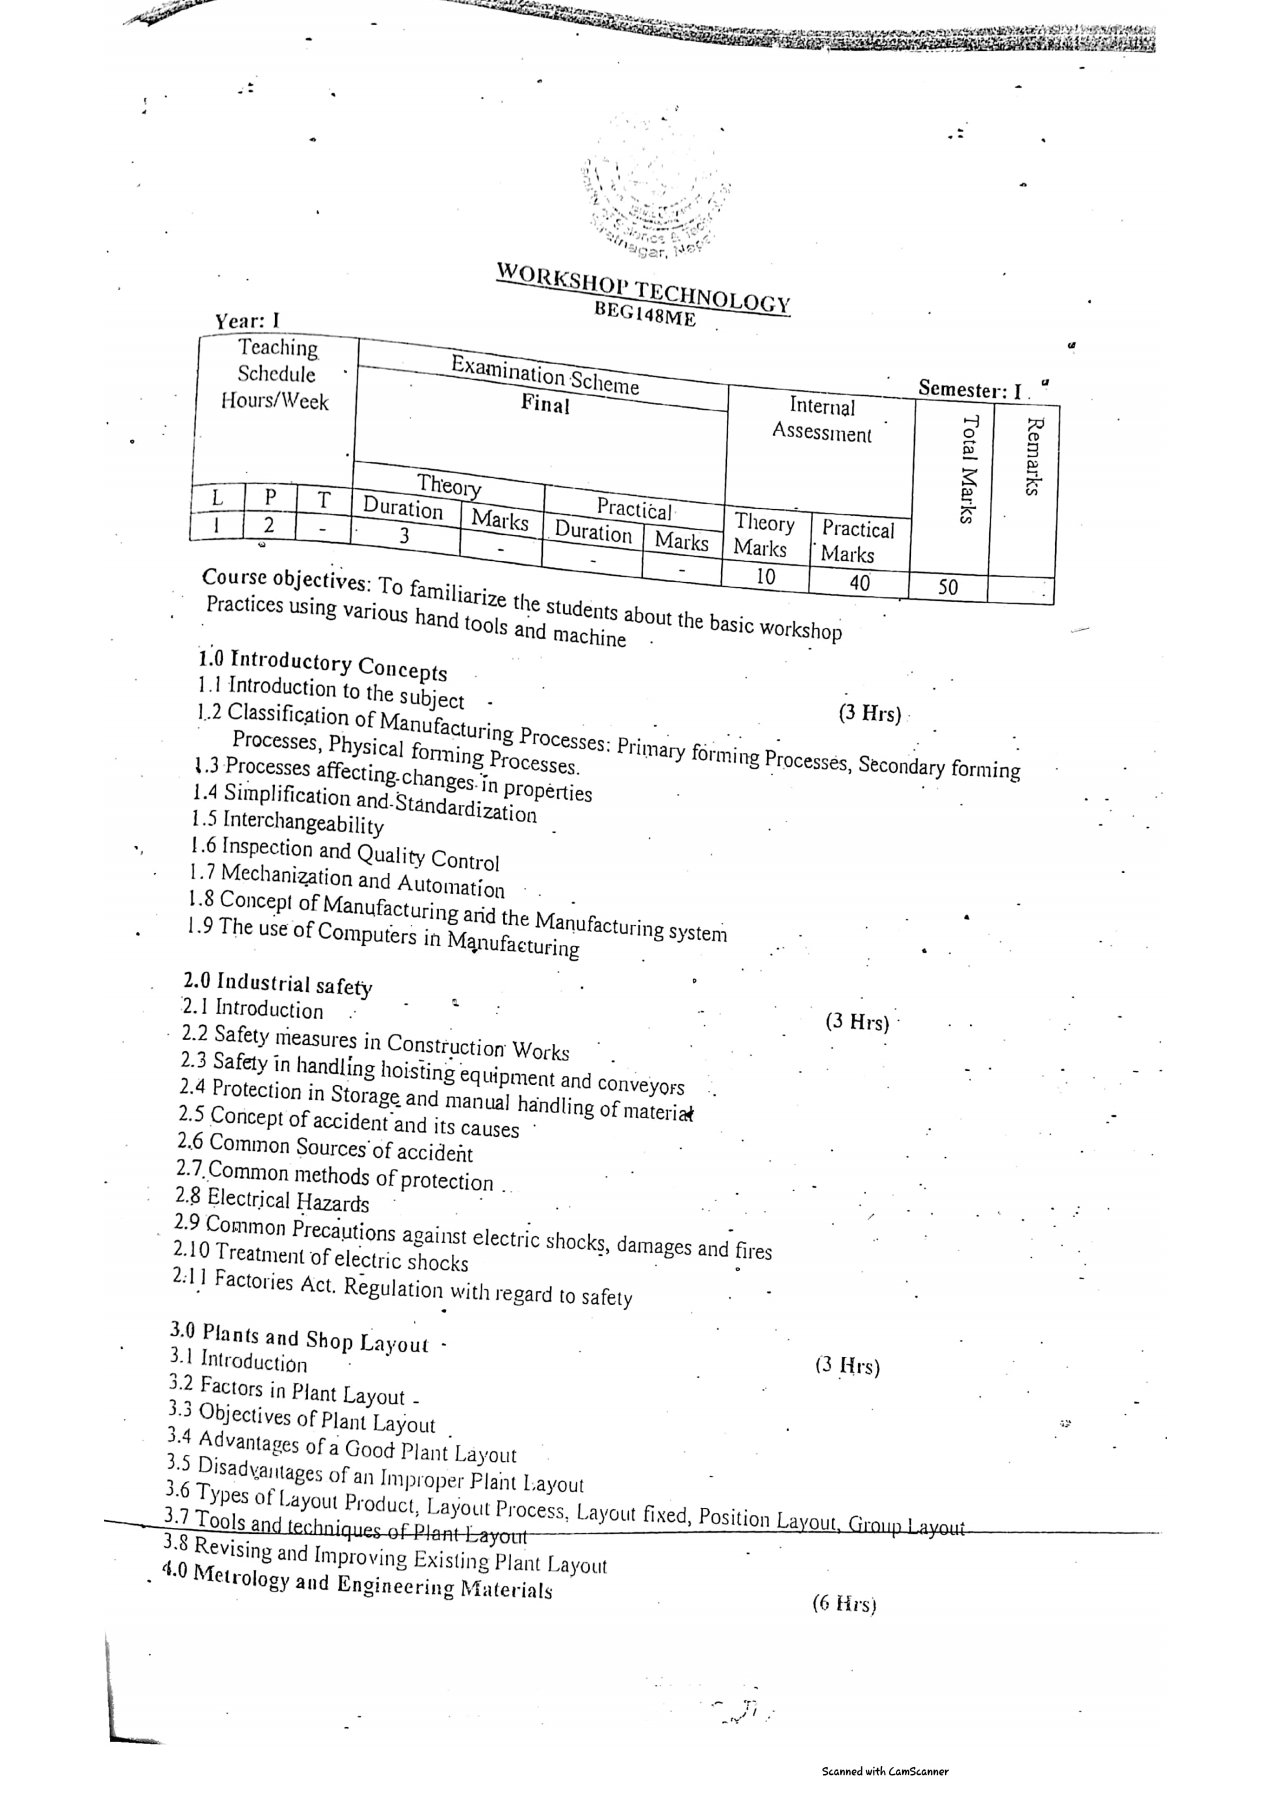 WORKSHOP TECHNOLOGY
BEG148ME
Year: I
Semester: I
Teaching
Schedule
Hours/Week
Examination Scheme
Final
Internal
Assessment
Total Marks
Remarks
Theory
Practical
L P T Duration Marks Duration Marks Theory Marks Practical Marks
1 2 - 3 - - - 10 40 50
Course objectives: To familiarize the students about the basic workshop
Practices using various hand tools and machine
1.0 Introductory Concepts (3 Hrs)
1.1 Introduction to the subject
1.2 Classification of Manufacturing Processes: Primary forming Processes, Secondary forming
Processes, Physical forming Processes.
1.3 Processes affecting changes in properties
1.4 Simplification and Standardization
1.5 Interchangeability
1.6 Inspection and Quality Control
1.7 Mechanization and Automation
1.8 Concept of Manufacturing and the Manufacturing system
1.9 The use of Computers in Manufacturing
2.0 Industrial safety (3 Hrs)
2.1 Introduction
2.2 Safety measures in Construction Works
2.3 Safety in handling hoisting equipment and conveyors
2.4 Protection in Storage and manual handling of material
2.5 Concept of accident and its causes
2.6 Common Sources of accident
2.7 Common methods of protection
2.8 Electrical Hazards
2.9 Common Precautions against electric shocks, damages and fires
2.10 Treatment of electric shocks
2.11 Factories Act. Regulation with regard to safety
3.0 Plants and Shop Layout (3 Hrs)
3.1 Introduction
3.2 Factors in Plant Layout
3.3 Objectives of Plant Layout
3.4 Advantages of a Good Plant Layout
3.5 Disadvantages of an Improper Plant Layout
3.6 Types of Layout Product, Layout Process, Layout fixed, Position Layout, Group Layout
3.7 Tools and techniques of Plant Layout
3.8 Revising and Improving Existing Plant Layout
4.0 Metrology and Engineering Materials (6 Hrs)
Scanned with CamScanner